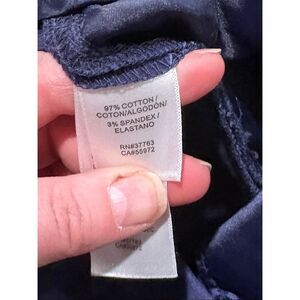 97% COTTON/
COTON/ALGODÓN/
3% SPANDEX/
ELASTANO
RN#37763
CA#55972